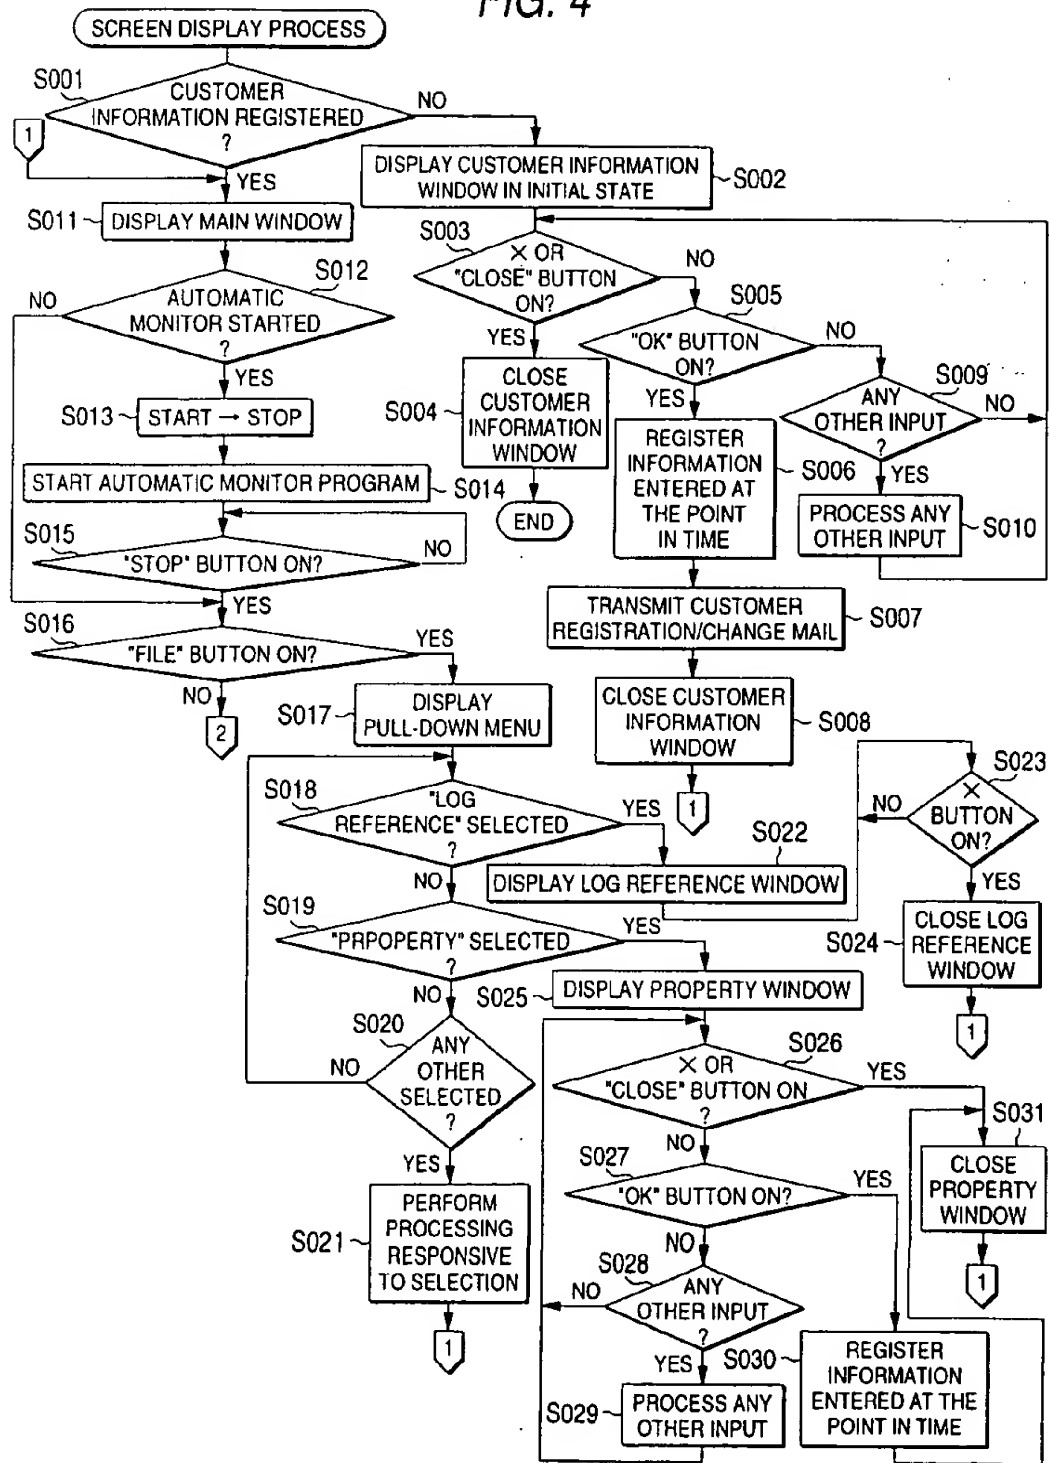 FIG. 4
SCREEN DISPLAY PROCESS
S001
CUSTOMER
INFORMATION REGISTERED
?
NO
1
YES
DISPLAY CUSTOMER INFORMATION
WINDOW IN INITIAL STATE
S002
S011
DISPLAY MAIN WINDOW
S003
× OR
"CLOSE" BUTTON
ON?
NO
YES
S012
AUTOMATIC
MONITOR STARTED
?
NO
YES
S005
"OK" BUTTON
ON?
NO
YES
S004
CLOSE
CUSTOMER
INFORMATION
WINDOW
END
S009
ANY
OTHER INPUT
?
NO
YES
S013
START → STOP
START AUTOMATIC MONITOR PROGRAM
S014
REGISTER
INFORMATION
ENTERED AT
THE POINT
IN TIME
S006
PROCESS ANY
OTHER INPUT
S010
S015
"STOP" BUTTON ON?
NO
YES
TRANSMIT CUSTOMER
REGISTRATION/CHANGE MAIL
S007
S016
"FILE" BUTTON ON?
YES
NO
2
CLOSE CUSTOMER
INFORMATION
WINDOW
S008
1
S017
DISPLAY
PULL-DOWN MENU
S018
"LOG
REFERENCE" SELECTED
?
YES
NO
S022
DISPLAY LOG REFERENCE WINDOW
S023
×
BUTTON
ON?
NO
YES
S024
CLOSE LOG
REFERENCE
WINDOW
1
S019
"PRPOPERTY" SELECTED
?
YES
NO
S025
DISPLAY PROPERTY WINDOW
S020
ANY
OTHER
SELECTED
?
NO
YES
S026
× OR
"CLOSE" BUTTON ON
?
YES
NO
S031
CLOSE
PROPERTY
WINDOW
1
S027
"OK" BUTTON ON?
YES
NO
S021
PERFORM
PROCESSING
RESPONSIVE
TO SELECTION
1
S028
ANY
OTHER INPUT
?
NO
YES
S030
REGISTER
INFORMATION
ENTERED AT THE
POINT IN TIME
S029
PROCESS ANY
OTHER INPUT